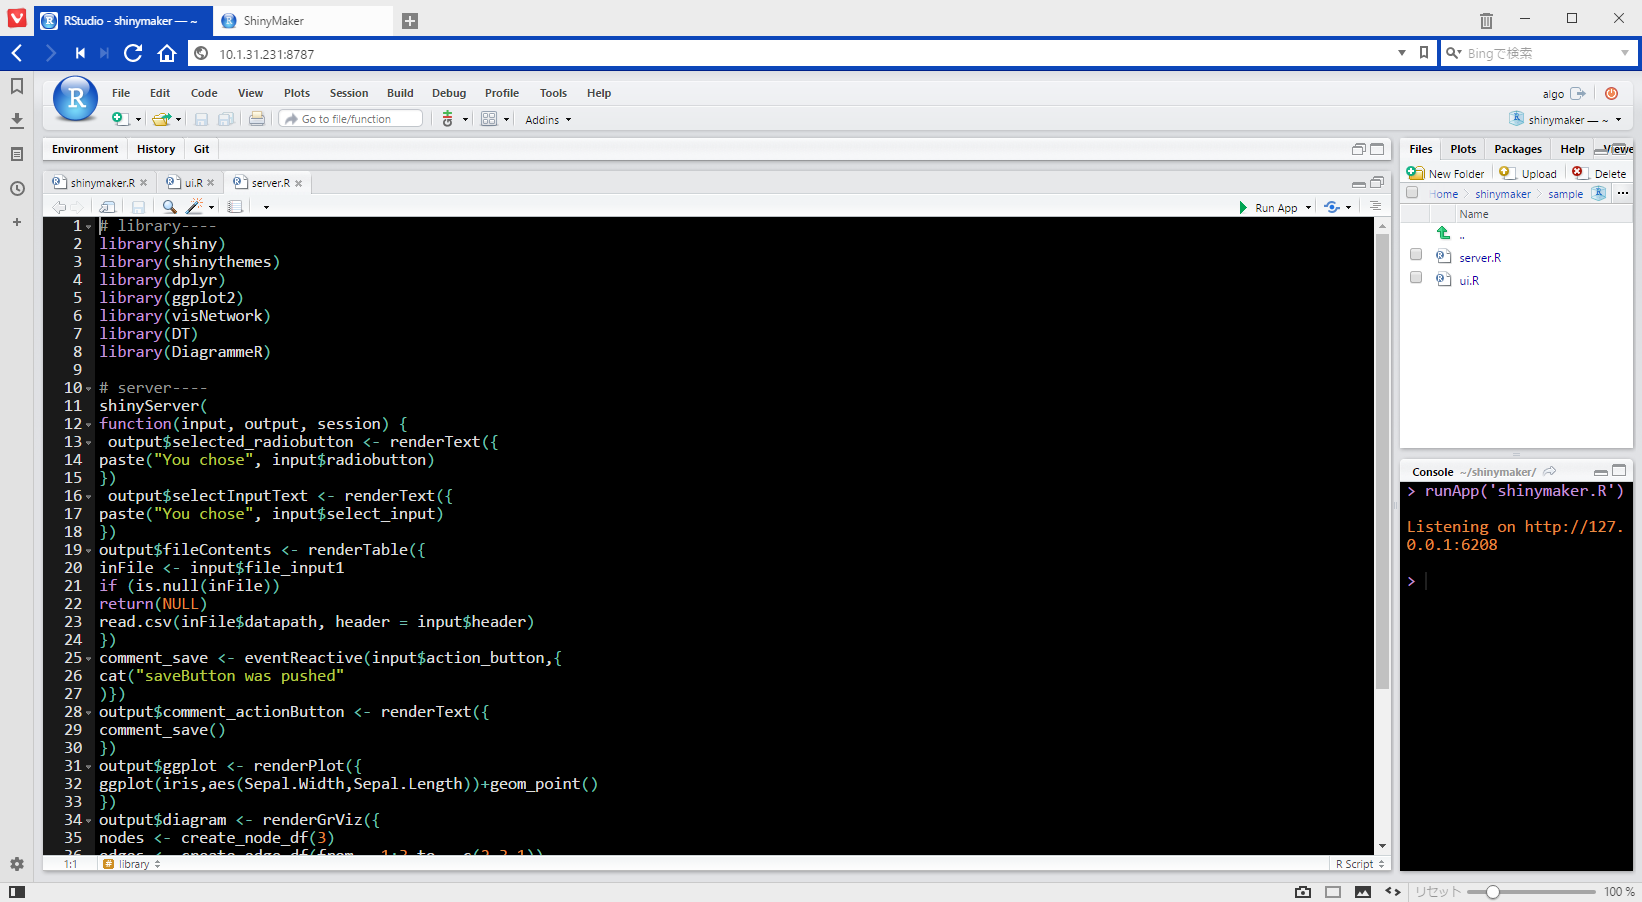 RStudio - shinymaker — ~
ShinyMaker
10.1.31.231:8787
Bingで検索
R
File Edit Code View Plots Session Build Debug Profile Tools Help
algo
Go to file/function
Addins
shinymaker — ~
Environment History Git
Files Plots Packages Help Viewe
shinymaker.R
ui.R
server.R
New Folder Upload Delete
Home shinymaker sample
Run App
Name
..
server.R
ui.R
1 # library----
2 library(shiny)
3 library(shinythemes)
4 library(dplyr)
5 library(ggplot2)
6 library(visNetwork)
7 library(DT)
8 library(DiagrammeR)
9
10 # server----
11 shinyServer(
12 function(input, output, session) {
13  output$selected_radiobutton <- renderText({
14 paste("You chose", input$radiobutton)
15 })
16  output$selectInputText <- renderText({
17 paste("You chose", input$select_input)
18 })
19 output$fileContents <- renderTable({
20 inFile <- input$file_input1
21 if (is.null(inFile))
22 return(NULL)
23 read.csv(inFile$datapath, header = input$header)
24 })
25 comment_save <- eventReactive(input$action_button,{
26 cat("saveButton was pushed"
27 )})
28 output$comment_actionButton <- renderText({
29 comment_save()
30 })
31 output$ggplot <- renderPlot({
32 ggplot(iris,aes(Sepal.Width,Sepal.Length))+geom_point()
33 })
34 output$diagram <- renderGrViz({
35 nodes <- create_node_df(3)
1:1 library R Script
Console ~/shinymaker/
> runApp('shinymaker.R')
Listening on http://127.
0.0.1:6208
>
リセット 100 %